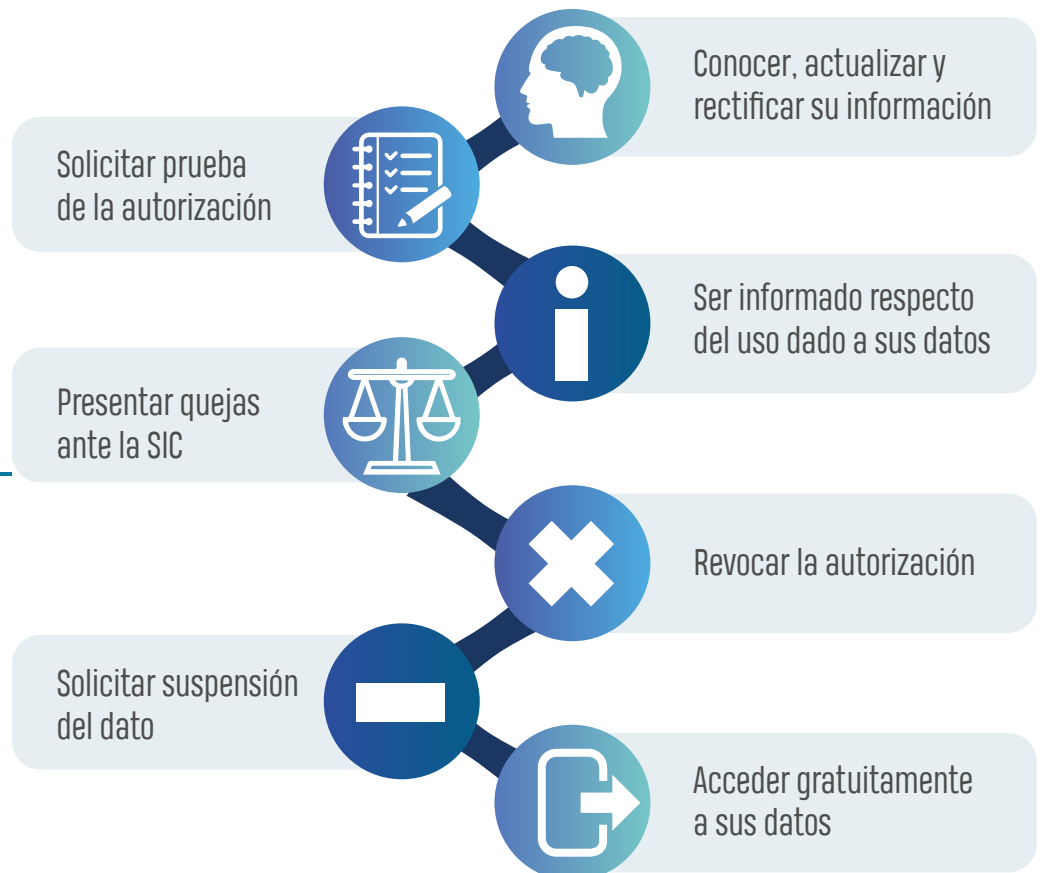 Conocer, actualizar y
rectificar su información
Solicitar prueba
de la autorización
Ser informado respecto
del uso dado a sus datos
Presentar quejas
ante la SIC
Revocar la autorización
Solicitar suspensión
del dato
Acceder gratuitamente
a sus datos